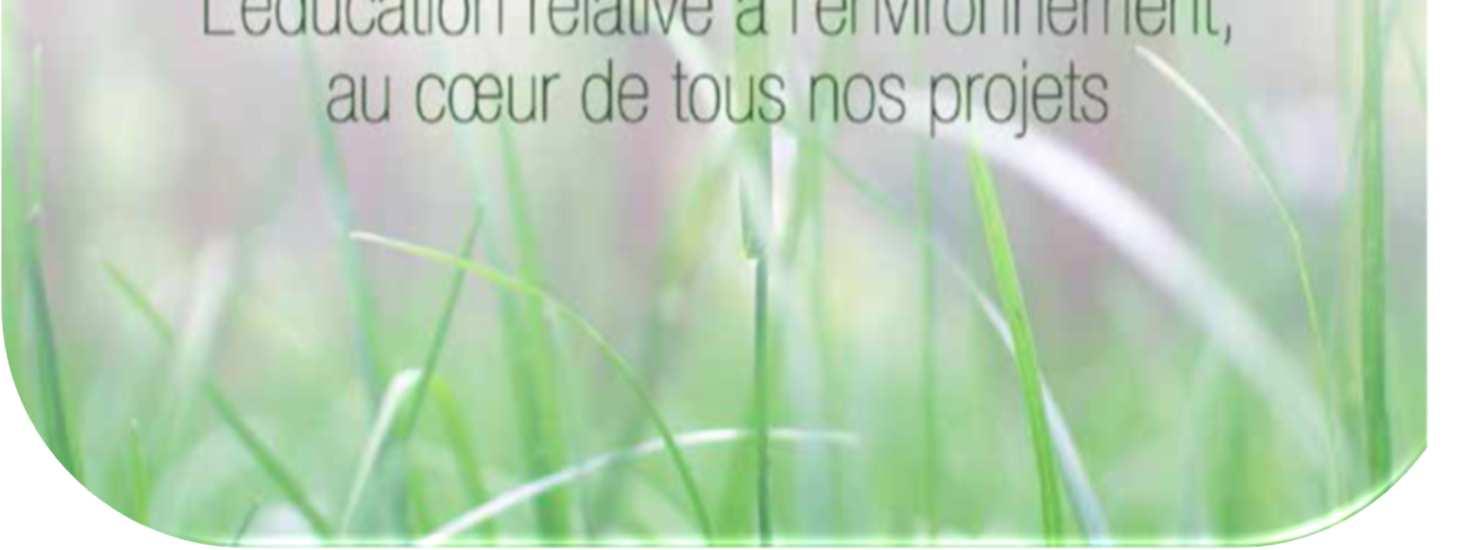 L'éducation relative à l'environnement,
au cœur de tous nos projets